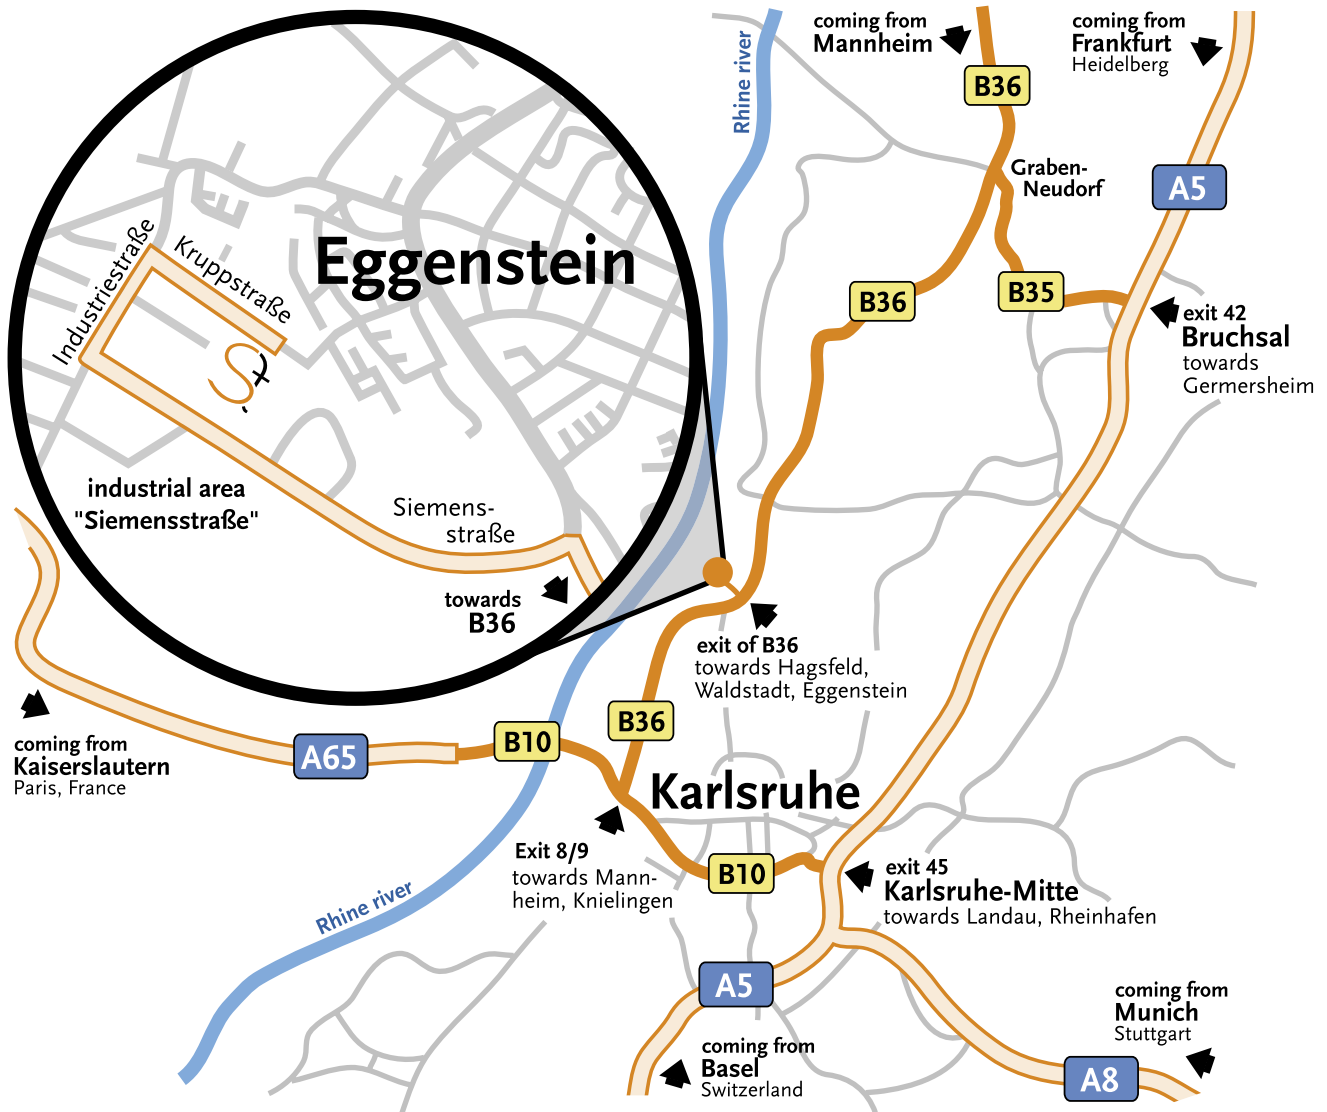 coming from
Mannheim
coming from
Frankfurt
Heidelberg
Rhine river
B36
Graben-
Neudorf
A5
B36
B35
exit 42
Bruchsal
towards
Germersheim
Eggenstein
Industriestraße
Kruppstraße
St
industrial area
"Siemensstraße"
Siemens-
straße
towards
B36
exit of B36
towards Hagsfeld,
Waldstadt, Eggenstein
B36
B10
A65
coming from
Kaiserslautern
Paris, France
Karlsruhe
Exit 8/9
towards Mann-
heim, Knielingen
B10
exit 45
Karlsruhe-Mitte
towards Landau, Rheinhafen
Rhine river
A5
coming from
Basel
Switzerland
coming from
Munich
Stuttgart
A8